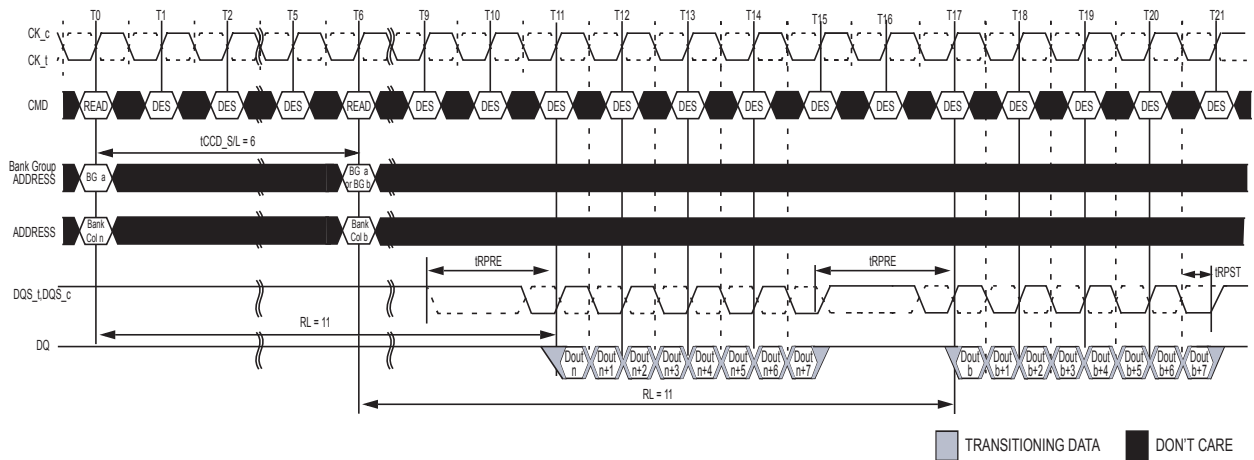 T0 T1 T2 T5 T6 T9 T10 T11 T12 T13 T14 T15 T16 T17 T18 T19 T20 T21
CK_c
CK_t
CMD READ DES DES DES READ DES DES DES DES DES DES DES DES DES DES DES DES DES
tCCD_S/L = 6
Bank Group
ADDRESS
BG a
BG a
or BG b
ADDRESS
Bank
Col n
Bank
Col b
tRPRE
tRPRE
tRPST
DQS_t,DQS_c
RL = 11
DQ
Dout
n
Dout
n+1
Dout
n+2
Dout
n+3
Dout
n+4
Dout
n+5
Dout
n+6
Dout
n+7
Dout
b
Dout
b+1
Dout
b+2
Dout
b+3
Dout
b+4
Dout
b+5
Dout
b+6
Dout
b+7
RL = 11
TRANSITIONING DATA
DON'T CARE